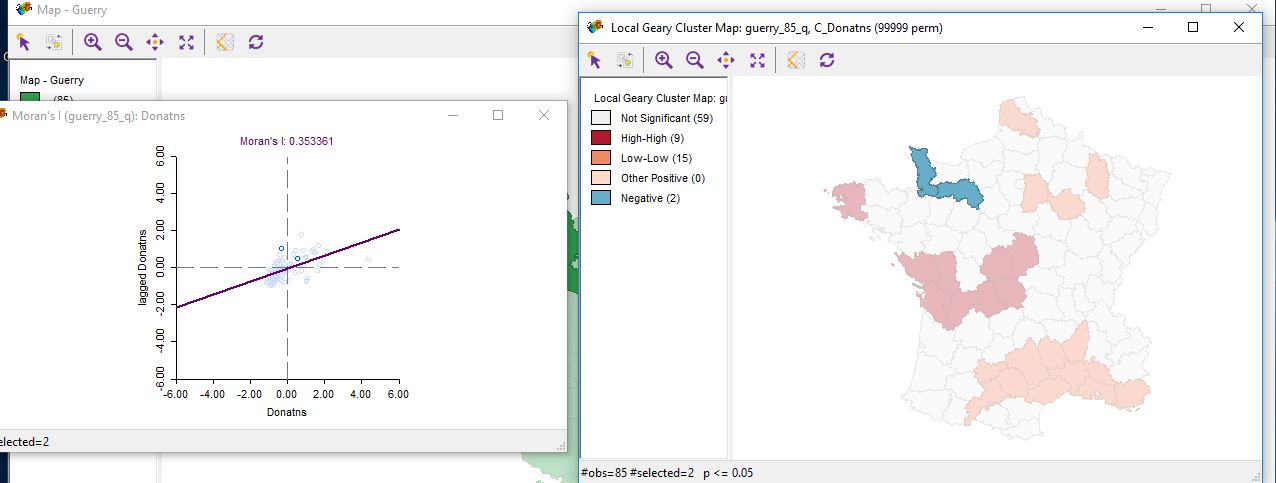 Map - Guerry
Map - Guerry
(85)
Moran's I (guerry_85_q): Donatns
Moran's I: 0.353361
6.00
4.00
2.00
0.00
-2.00
-4.00
-6.00
lagged Donatns
-6.00 -4.00 -2.00 0.00 2.00 4.00 6.00
Donatns
elected=2
Local Geary Cluster Map: guerry_85_q, C_Donatns (99999 perm)
Local Geary Cluster Map: gu
Not Significant (59)
High-High (9)
Low-Low (15)
Other Positive (0)
Negative (2)
#obs=85 #selected=2 p <= 0.05